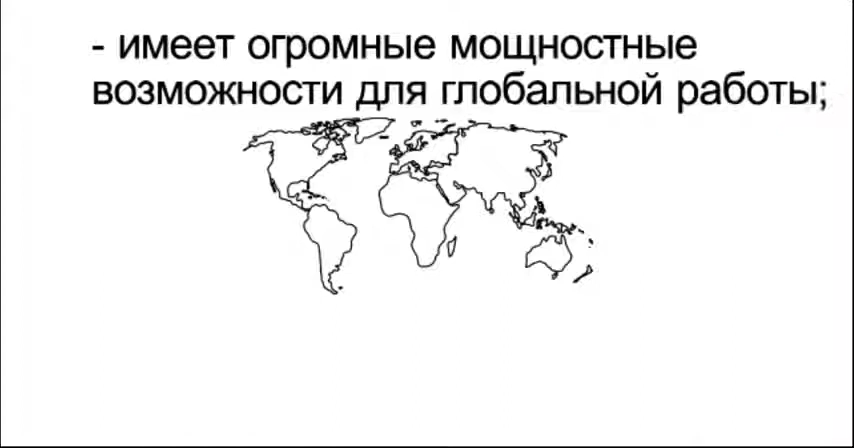 - имеет огромные мощностные
возможности для глобальной работы;